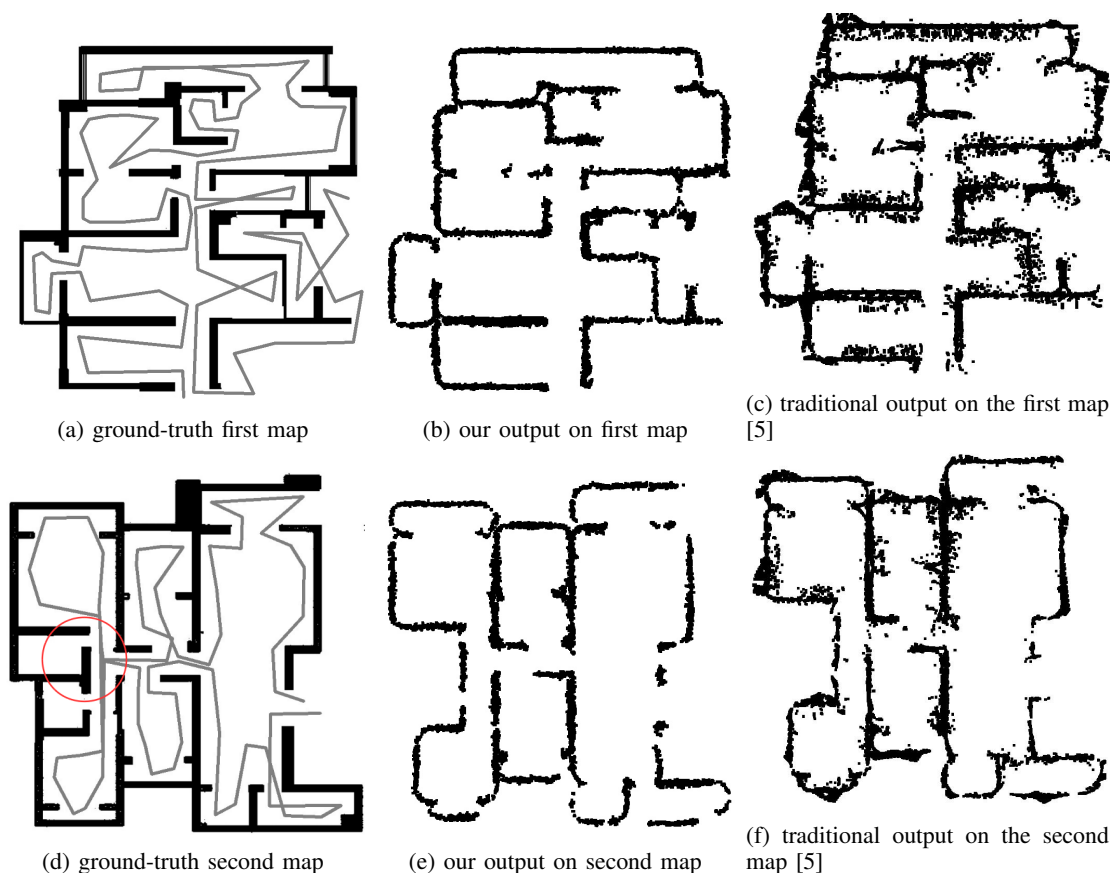 (a) ground-truth first map
(b) our output on first map
(c) traditional output on the first map
[5]
(d) ground-truth second map
(e) our output on second map
(f) traditional output on the second
map [5]